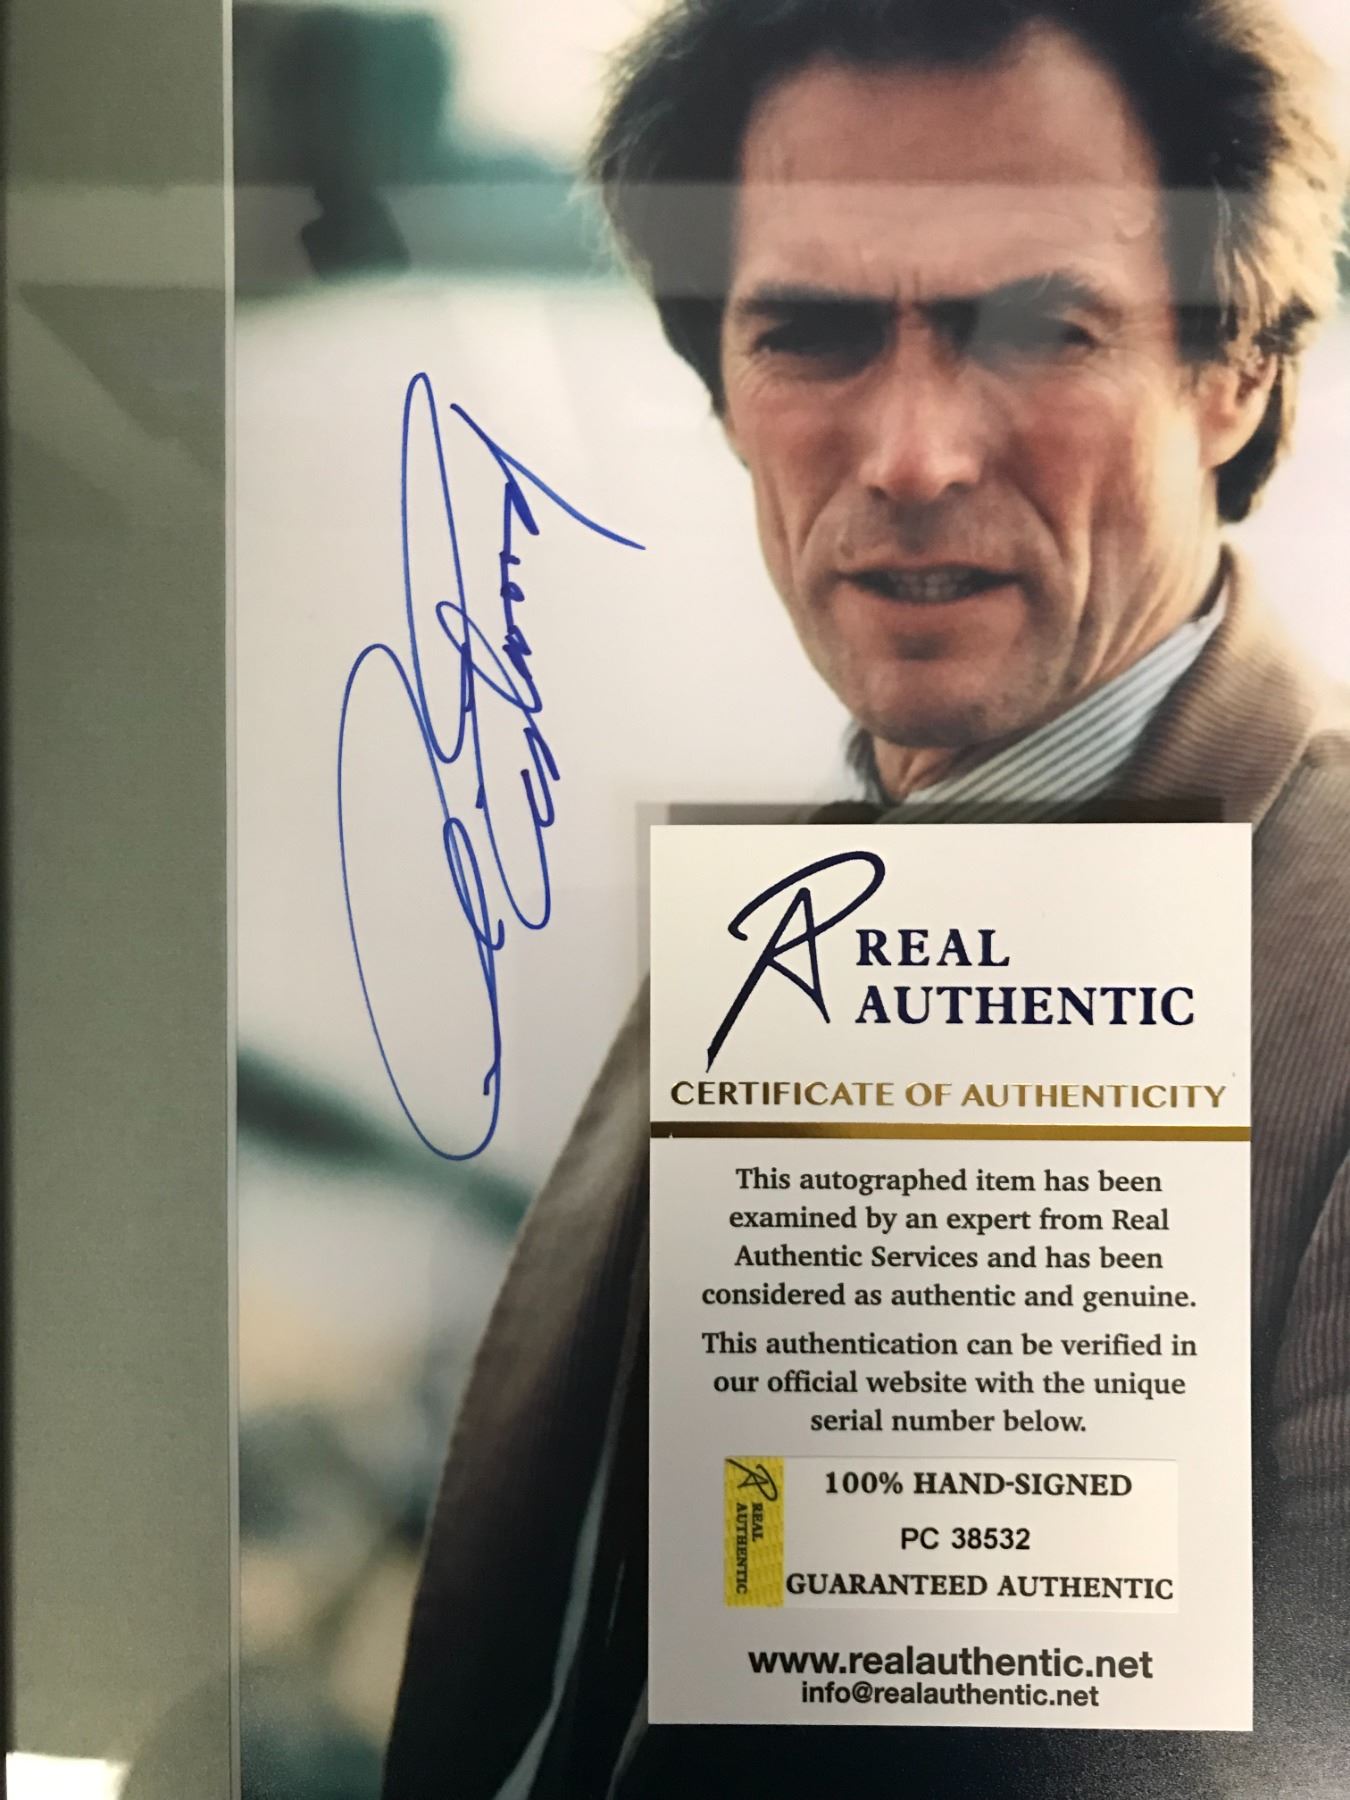 REAL
AUTHENTIC
CERTIFICATE OF AUTHENTICITY
This autographed item has been
examined by an expert from Real
Authentic Services and has been
considered as authentic and genuine.
This authentication can be verified in
our official website with the unique
serial number below.
REAL
AUTHENTIC
100% HAND-SIGNED
PC 38532
GUARANTEED AUTHENTIC
www.realauthentic.net
info@realauthentic.net